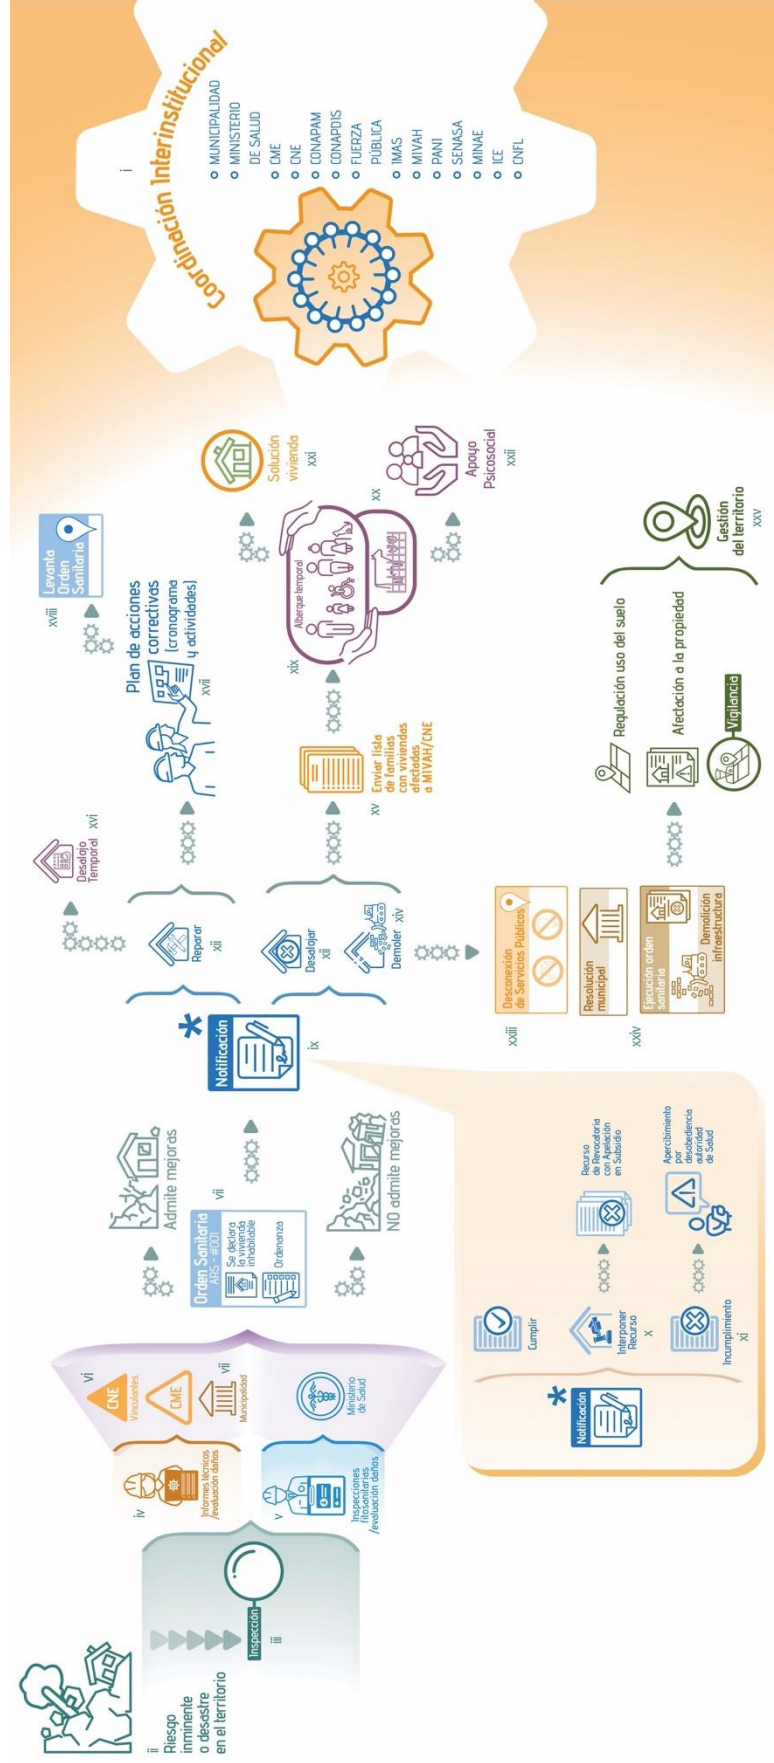 ii
Riesgo
inminente
o desastre
en el territorio
Inspección
iii
iv
Informes técnicos
/evaluación daños
v
Inspecciones
fitosanitarias
/evaluación daños
vi
CNE
Vinculantes
CME
vii
Municipalidad
Ministerio
de Salud
Admite mejoras
Orden Sanitaria
ARS - #001
Se declara
la vivienda
inhabitable
Ordenanza
vii
NO admite mejoras
*
Notificación
ix
*
Notificación
Cumplir
Interponer
Recurso
x
Recurso
de Revocatoria
con Apelación
en Subsidio
Incumplimiento
xi
Apercibimiento
por
desobediencia
autoridad
de Salud
Reparar
xii
Desalojar
xii
Demoler
xiv
Desalojo
Temporal
xvi
Plan de acciones
correctivas
(cronograma
y actividades)
xvii
xviii
Levanta
Orden
Sanitaria
xv
Enviar lista
de familias
con viviendas
afectadas
a MIVAH/CNE
xix
Albergue temporal
xx
Solución
vivienda
xxi
Apoyo
Psicosocial
xxii
xxiii
Desconexión
de Servicios Públicos
Resolución
municipal
xxiv
Ejecución orden
sanitaria
Demolición
infraestructura
Regulación uso del suelo
Afectación a la propiedad
Vigilancia
Gestión
del territorio
xxv
i
Coordinación Interinstitucional
MUNICIPALIDAD
MINISTERIO
DE SALUD
CME
CNE
CONAPAM
CONAPDIS
FUERZA
PÚBLICA
IMAS
MIVAH
PANI
SENASA
MINAE
ICE
CNFL